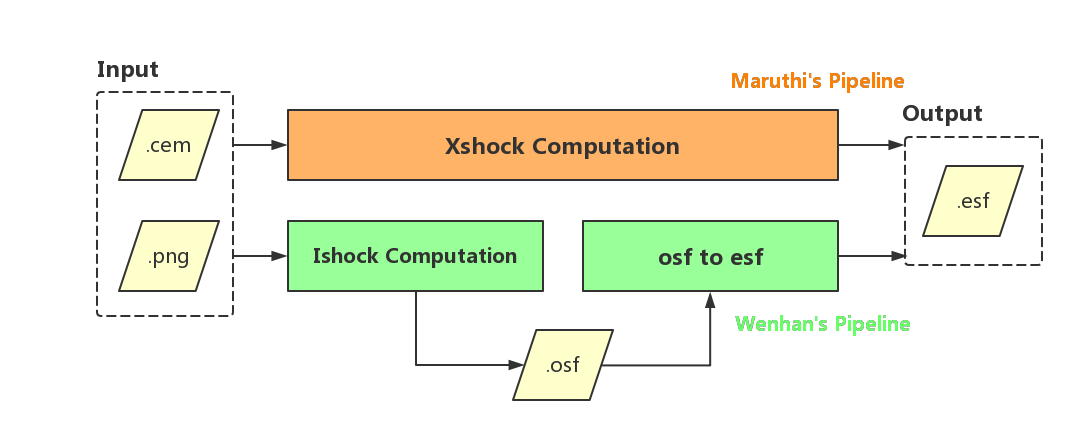 Input
Maruthi's Pipeline
Output
.cem
Xshock Computation
.esf
.png
Ishock Computation
osf to esf
Wenhan's Pipeline
.osf